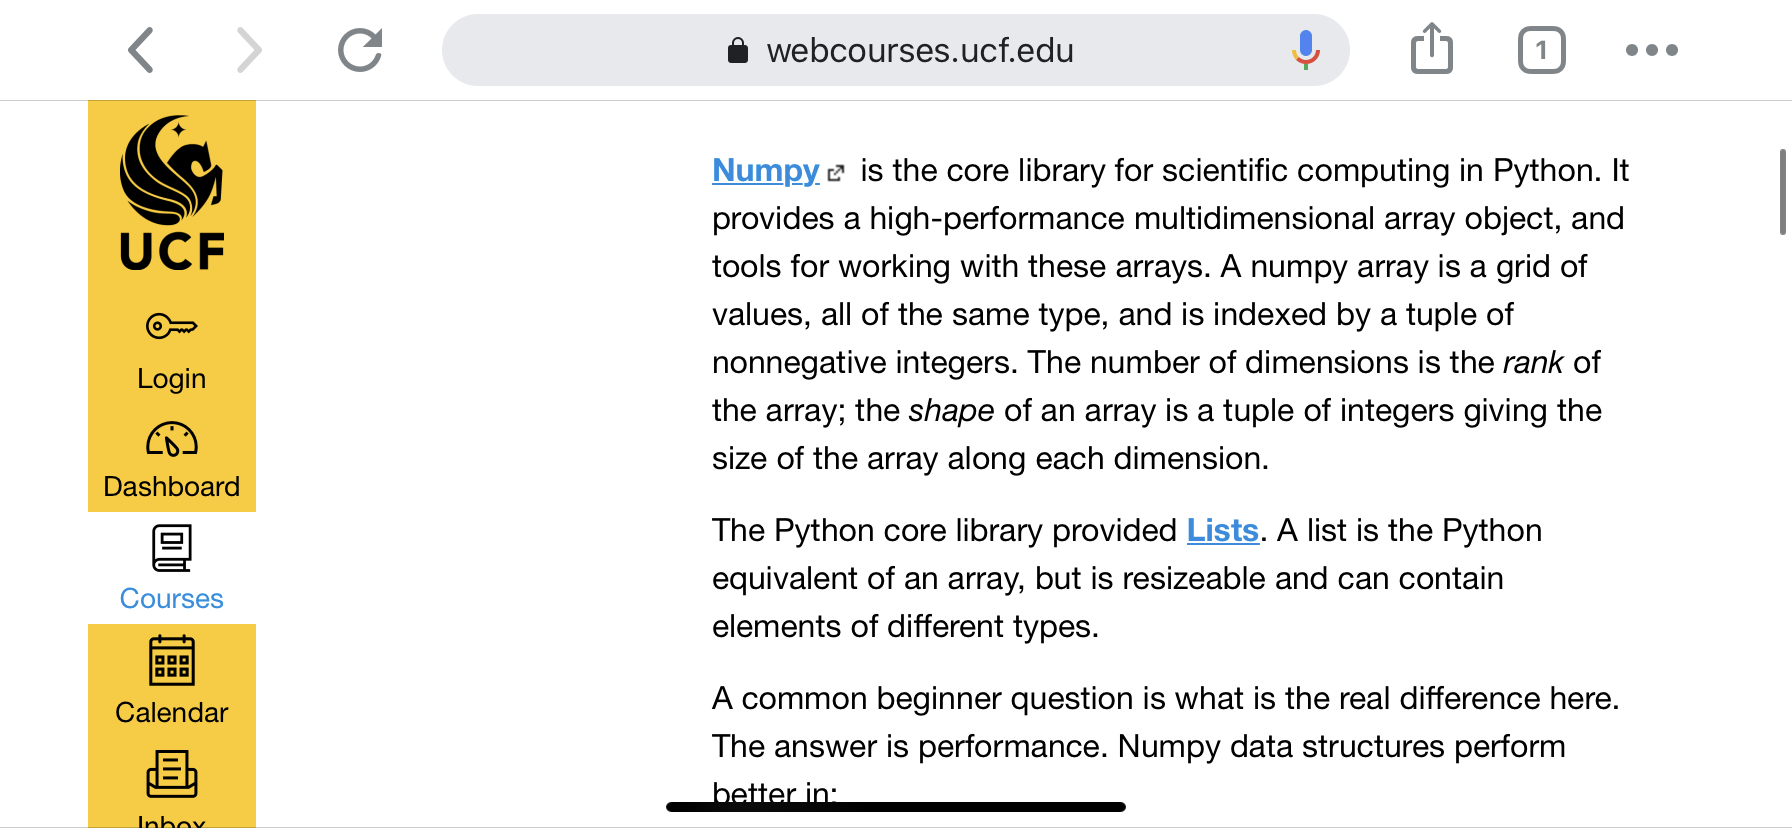 webcourses.ucf.edu
1
UCF
Login
Dashboard
Courses
Calendar
Inbox
Numpy is the core library for scientific computing in Python. It
provides a high-performance multidimensional array object, and
tools for working with these arrays. A numpy array is a grid of
values, all of the same type, and is indexed by a tuple of
nonnegative integers. The number of dimensions is the rank of
the array; the shape of an array is a tuple of integers giving the
size of the array along each dimension.
The Python core library provided Lists. A list is the Python
equivalent of an array, but is resizeable and can contain
elements of different types.
A common beginner question is what is the real difference here.
The answer is performance. Numpy data structures perform
better in: